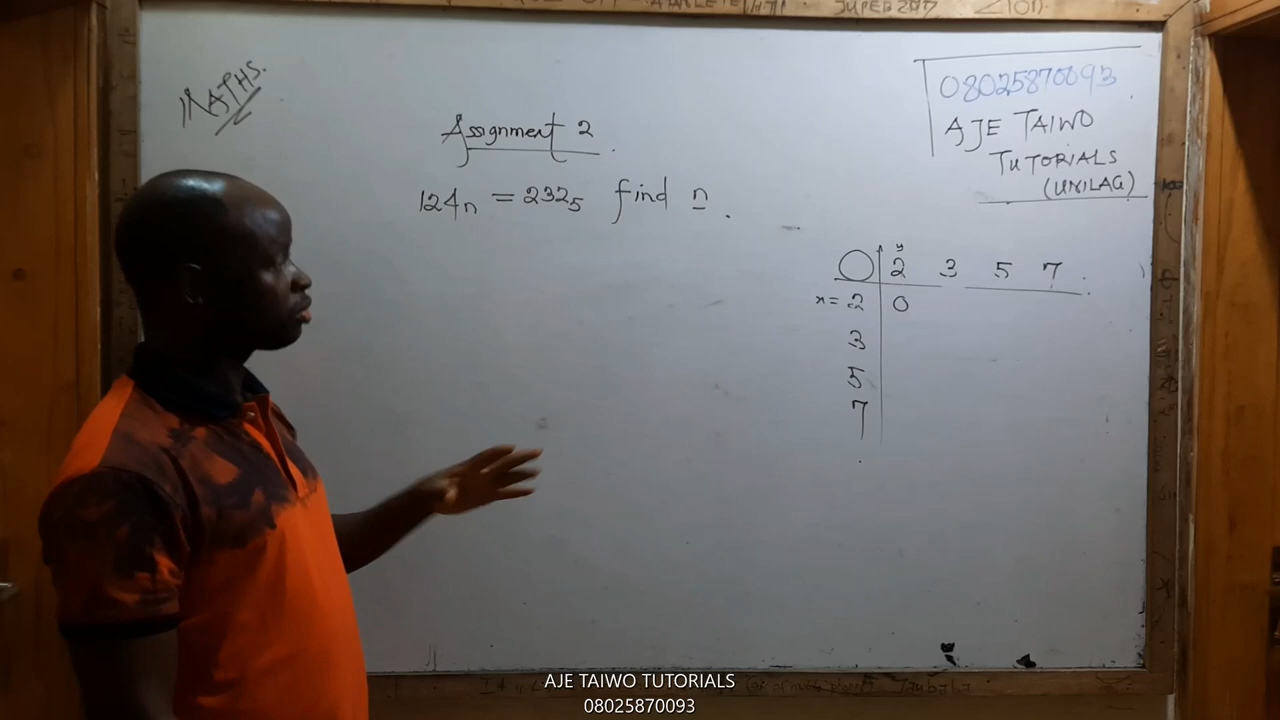 MATHS.
Assignment 2
124n = 2325 find n.
08025870093
AJE TAIWO
TUTORIALS
(UNILAG)
y
2 3 5 7
x = 2 0
3
5
7
AJE TAIWO TUTORIALS
08025870093